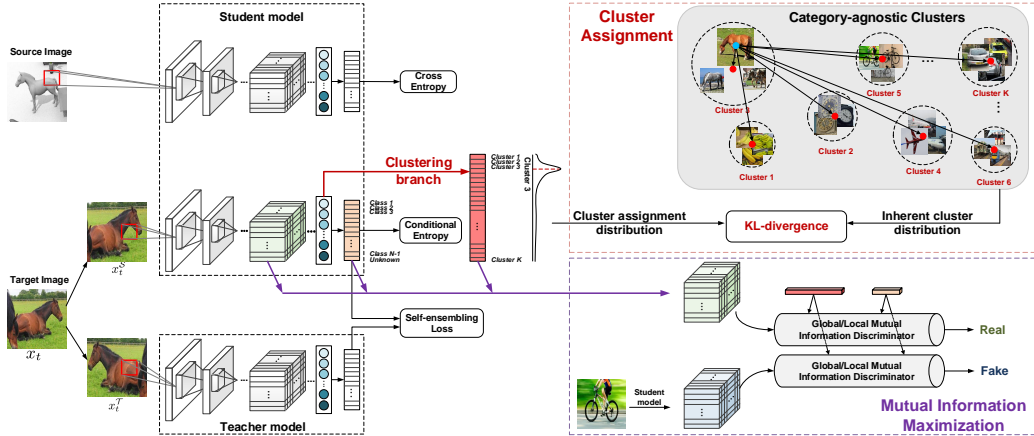 Student model
Source Image
Cross
Entropy
Clustering
branch
Cluster 1
Cluster 2
Cluster 3
Cluster 3
Class 1
Class 2
Class 3
Conditional
Entropy
Class N-1
Unknown
Cluster K
x_t^S
Target Image
x_t
Self-ensembling
Loss
x_t^T
Teacher model
Cluster
Assignment
Category-agnostic Clusters
Cluster 3
Cluster 5
...
Cluster K
Cluster 1
Cluster 2
Cluster 4
Cluster 6
Cluster assignment
distribution
KL-divergence
Inherent cluster
distribution
Global/Local Mutual
Information Discriminator
Real
Global/Local Mutual
Information Discriminator
Fake
Student
model
Mutual Information
Maximization